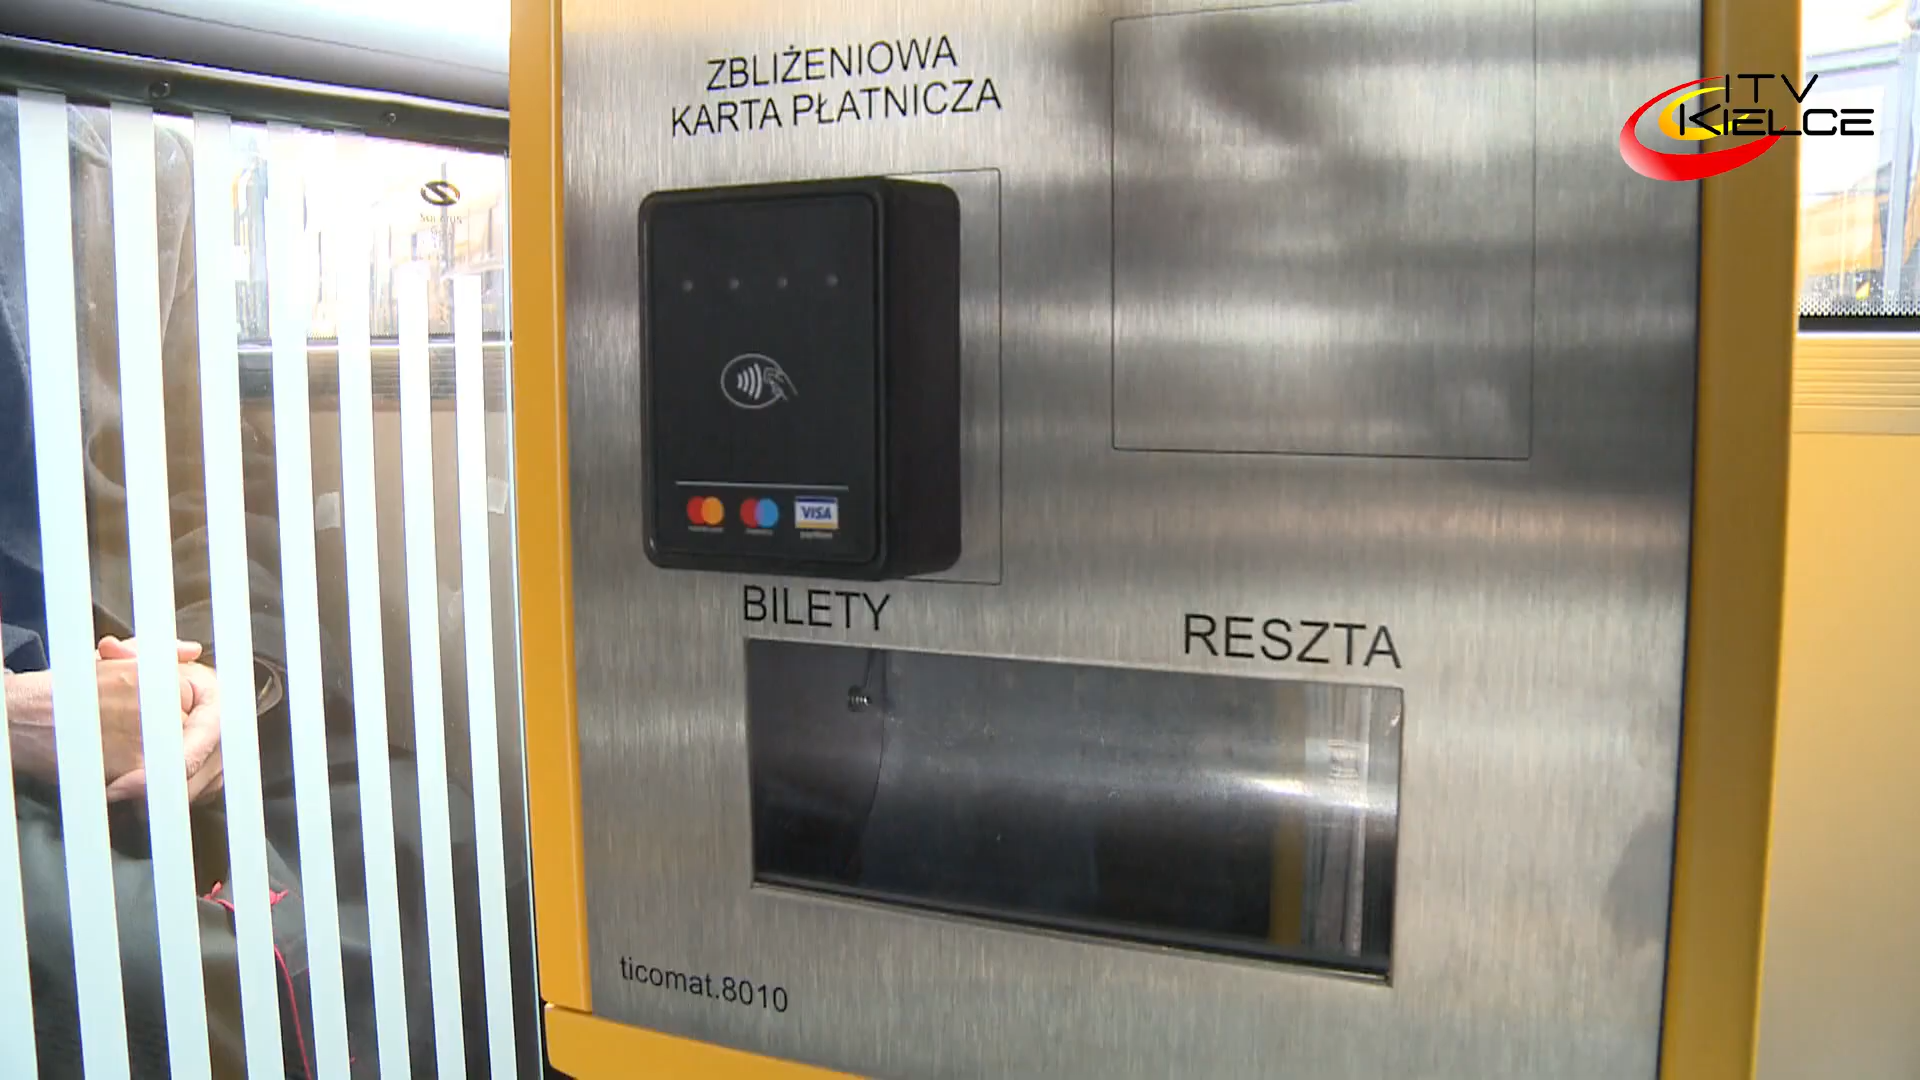 ZBLIŻENIOWA
KARTA PŁATNICZA
ITV
KIELCE
VISA
BILETY
RESZTA
ticomat.8010